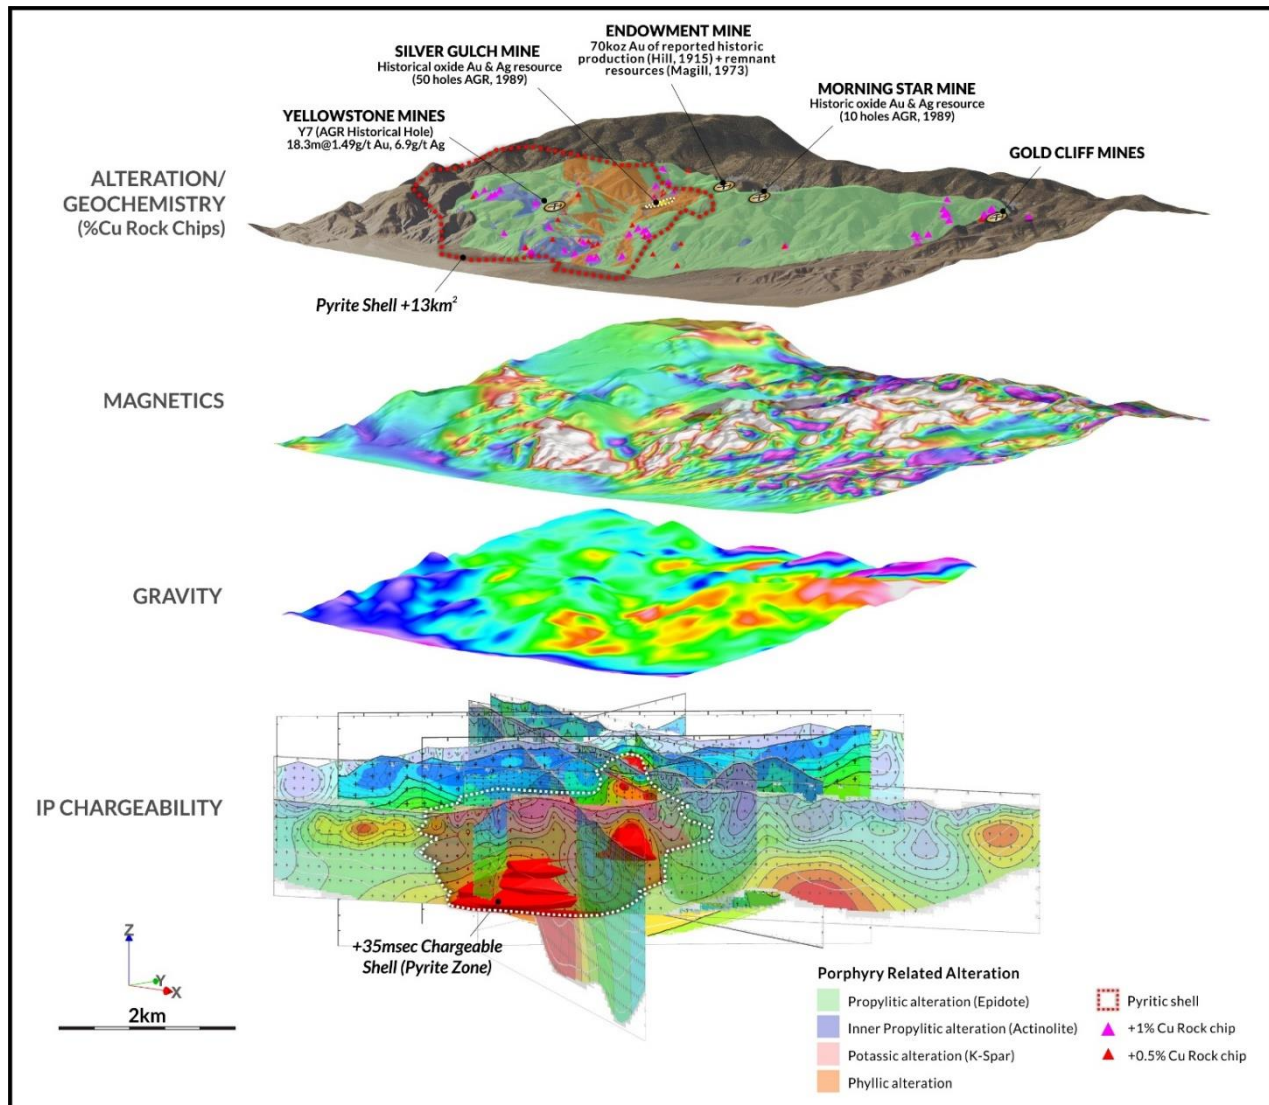 ENDOWMENT MINE
70koz Au of reported historic
production (Hill, 1915) + remnant
resources (Magill, 1973)
SILVER GULCH MINE
Historical oxide Au & Ag resource
(50 holes AGR, 1989)
MORNING STAR MINE
Historic oxide Au & Ag resource
(10 holes AGR, 1989)
YELLOWSTONE MINES
Y7 (AGR Historical Hole)
18.3m@1.49g/t Au, 6.9g/t Ag
GOLD CLIFF MINES
ALTERATION/
GEOCHEMISTRY
(%Cu Rock Chips)
Pyrite Shell +13km²
MAGNETICS
GRAVITY
IP CHARGEABILITY
+35msec Chargeable
Shell (Pyrite Zone)
Z
Y
X
2km
Porphyry Related Alteration
Propylitic alteration (Epidote)
Inner Propylitic alteration (Actinolite)
Potassic alteration (K-Spar)
Phyllic alteration
Pyritic shell
+1% Cu Rock chip
+0.5% Cu Rock chip